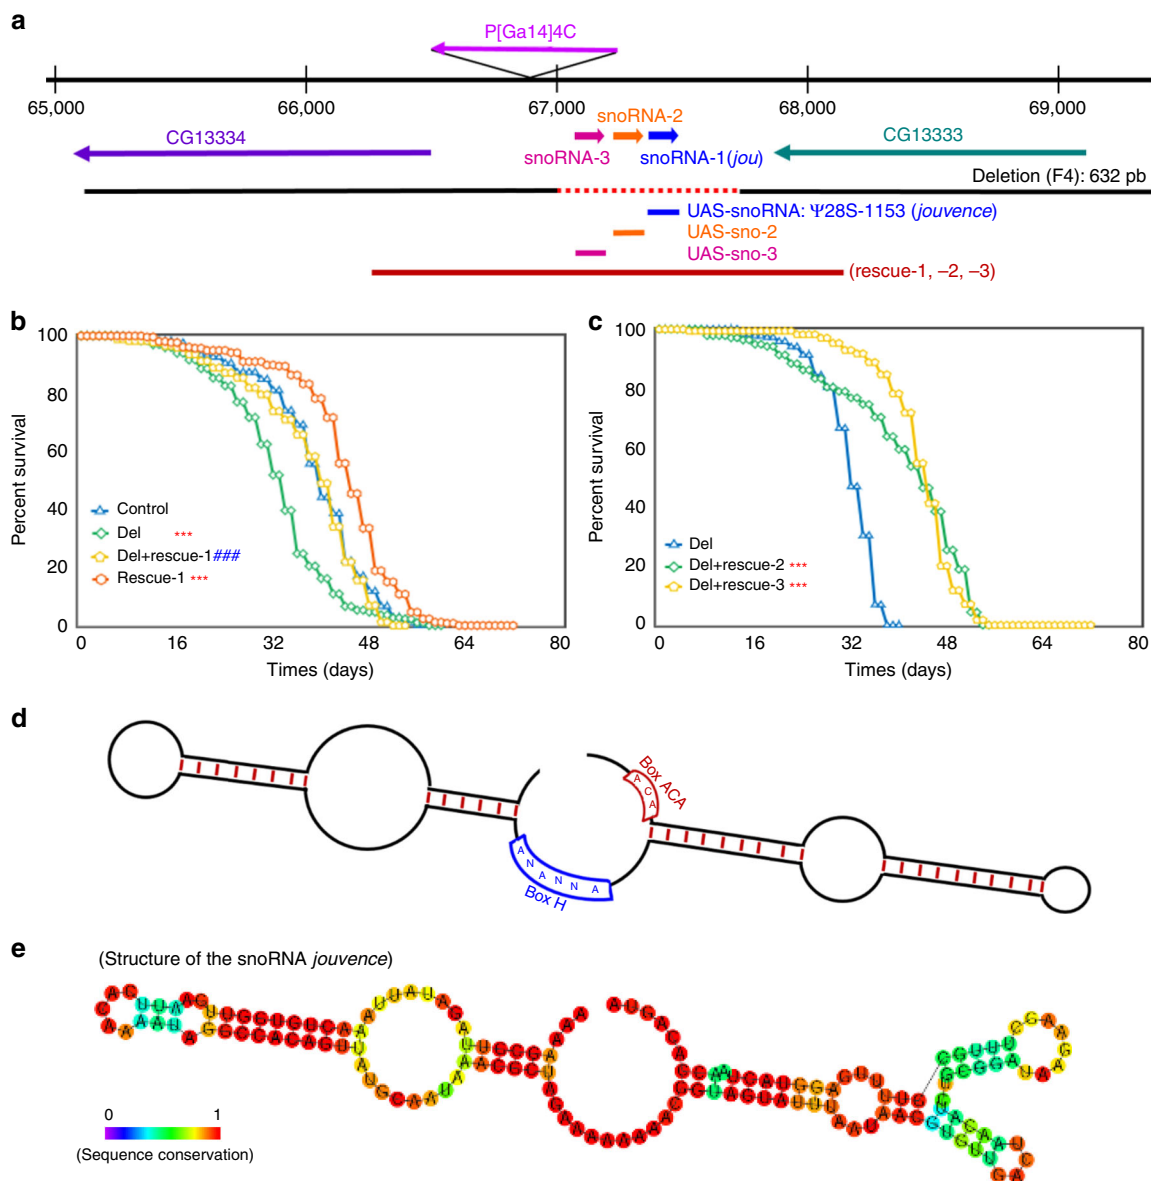 a
P[Ga14]4C
65,000 66,000 67,000 68,000 69,000
snoRNA-2
CG13334
CG13333
snoRNA-3
snoRNA-1(jou)
Deletion (F4): 632 pb
UAS-snoRNA: Ψ28S-1153 (jouvence)
UAS-sno-2
UAS-sno-3
(rescue-1, –2, –3)
b
Percent survival
100
80
60
40
20
0
Control
Del ***
Del+rescue-1###
Rescue-1 ***
0 16 32 48 64 80
Times (days)
c
Percent survival
100
80
60
40
20
0
Del
Del+rescue-2 ***
Del+rescue-3 ***
0 16 32 48 64 80
Times (days)
d
Box ACA
A C A
A N A N N A
Box H
e
(Structure of the snoRNA jouvence)
0 1
(Sequence conservation)